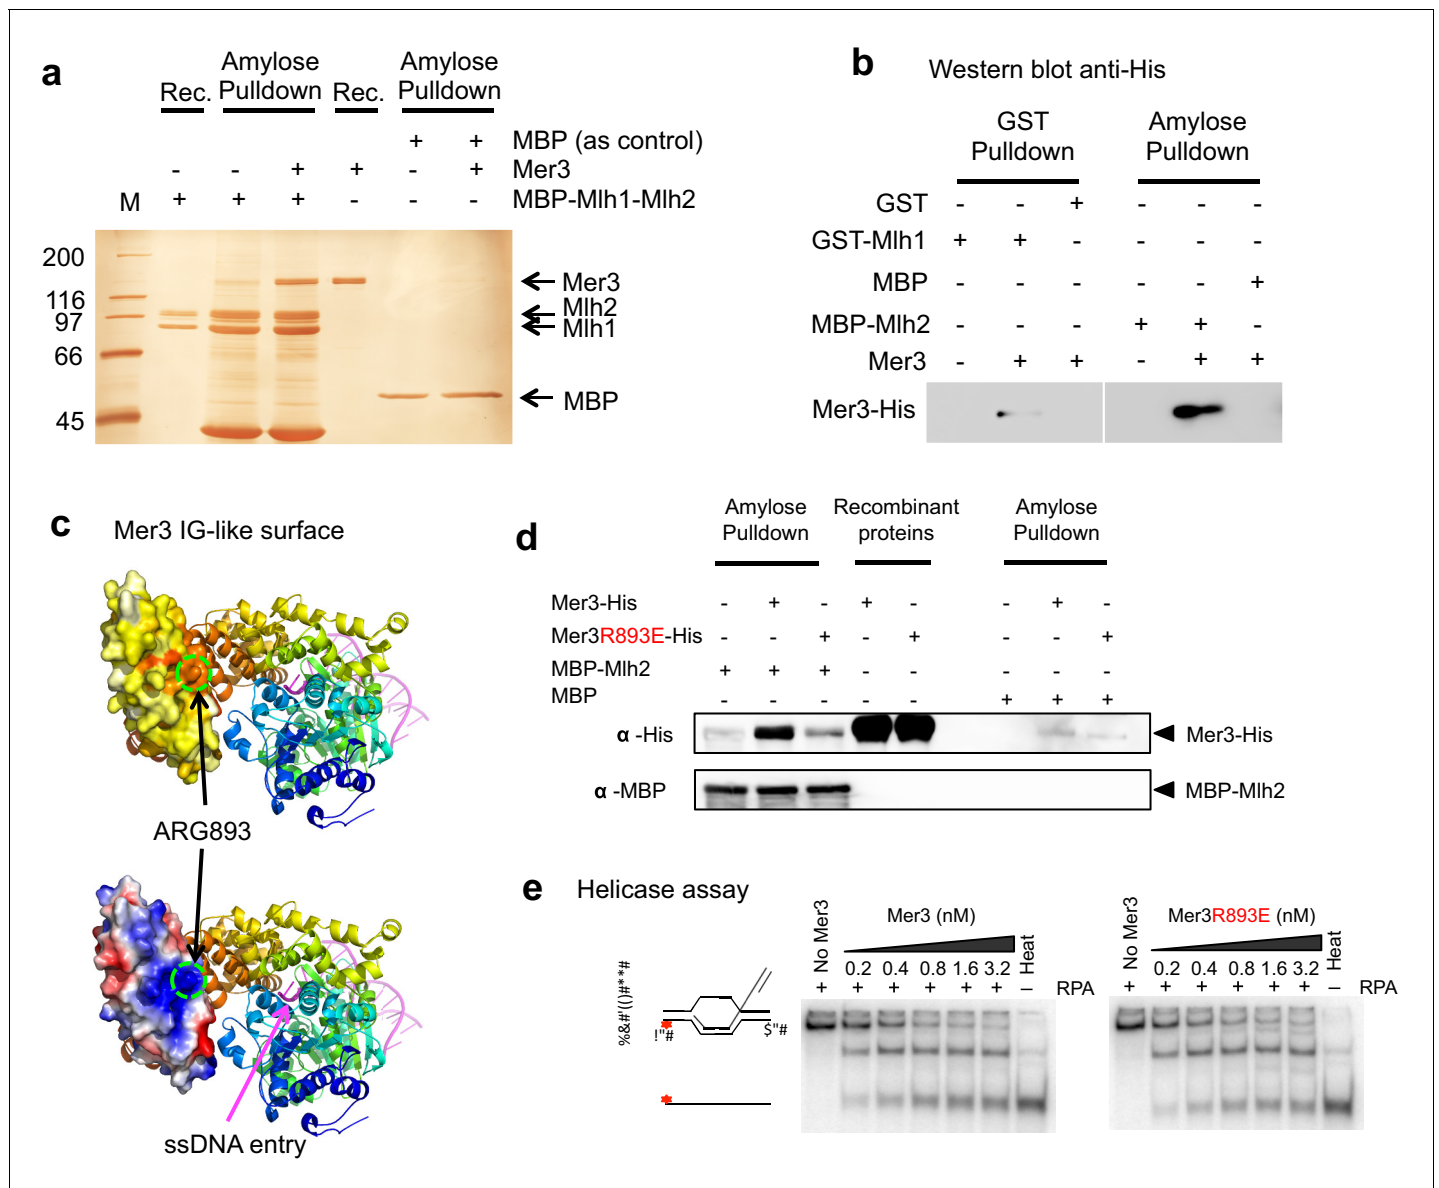 a
Amylose
Pulldown
Amylose
Pulldown
Rec.
Rec.
+ + MBP (as control)
- - + + - + Mer3
M + + + - - - MBP-Mlh1-Mlh2
200
116
97
66
45
Mer3
Mlh2
Mlh1
MBP
b
Western blot anti-His
GST
Pulldown
Amylose
Pulldown
GST - - + - - -
GST-Mlh1 + + - - - -
MBP - - - - - +
MBP-Mlh2 - - - + + -
Mer3 - + + - + +
Mer3-His
c
Mer3 IG-like surface
ARG893
ssDNA entry
d
Amylose
Pulldown
Recombinant
proteins
Amylose
Pulldown
Mer3-His - + - + - - + -
Mer3R893E-His - - + - + - - +
MBP-Mlh2 + + + - - - - -
MBP - - - - - + + +
α -His
Mer3-His
α -MBP
MBP-Mlh2
e
Helicase assay
%&#'(()#**#
!"#
$"#
No Mer3
Mer3 (nM)
Heat
0.2 0.4 0.8 1.6 3.2
+ + + + + + – RPA
No Mer3
Mer3R893E (nM)
Heat
0.2 0.4 0.8 1.6 3.2
+ + + + + + – RPA